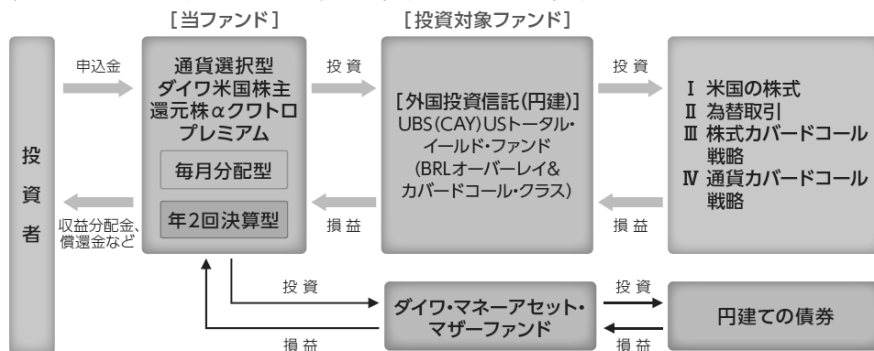 [当ファンド]
[投資対象ファンド]
投資者
申込金
収益分配金、
償還金など
通貨選択型
ダイワ米国株主
還元株αクワトロ
プレミアム
毎月分配型
年2回決算型
投 資
損 益
[外国投資信託(円建)]
UBS(CAY)USトータル・
イールド・ファンド
(BRLオーバーレイ&
カバードコール・クラス)
投 資
損 益
Ⅰ 米国の株式
Ⅱ 為替取引
Ⅲ 株式カバードコール
戦略
Ⅳ 通貨カバードコール
戦略
投 資
損 益
ダイワ・マネーアセット・
マザーファンド
投 資
損 益
円建ての債券